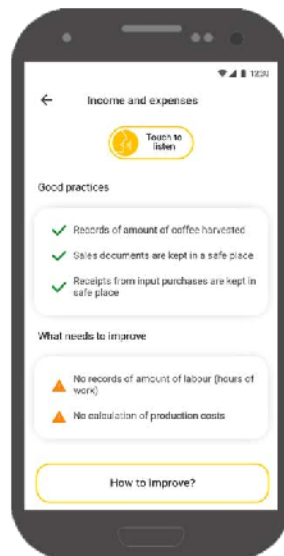 12:30
Income and expenses
Touch to
listen
Good practices
Records of amount of coffee harvested
Sales documents are kept in a safe place
Receipts from input purchases are kept in
safe place
What needs to improve
No records of amount of labour (hours of
work)
No calculation of production costs
How to improve?